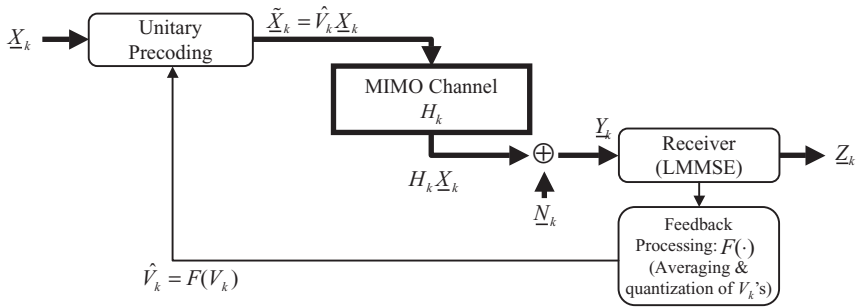 X_k
Unitary
Precoding
X̃_k = V̂_k X_k
MIMO Channel
H_k
H_k X_k
⊕
N_k
Y_k
Receiver
(LMMSE)
Z_k
Feedback
Processing: F(·)
(Averaging &
quantization of V_k's)
V̂_k = F(V_k)